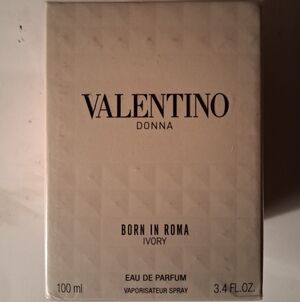 VALENTINO
DONNA
BORN IN ROMA
IVORY
EAU DE PARFUM
100 ml VAPORISATEUR SPRAY 3.4 FL.OZ.